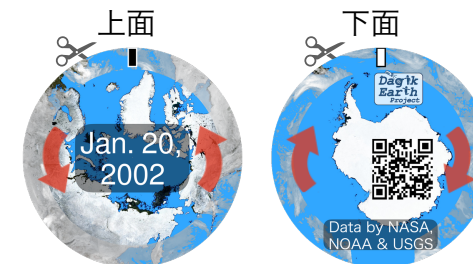 上面
下面
Dagik
Earth
Project
Jan. 20,
2002
Data by NASA,
NOAA & USGS